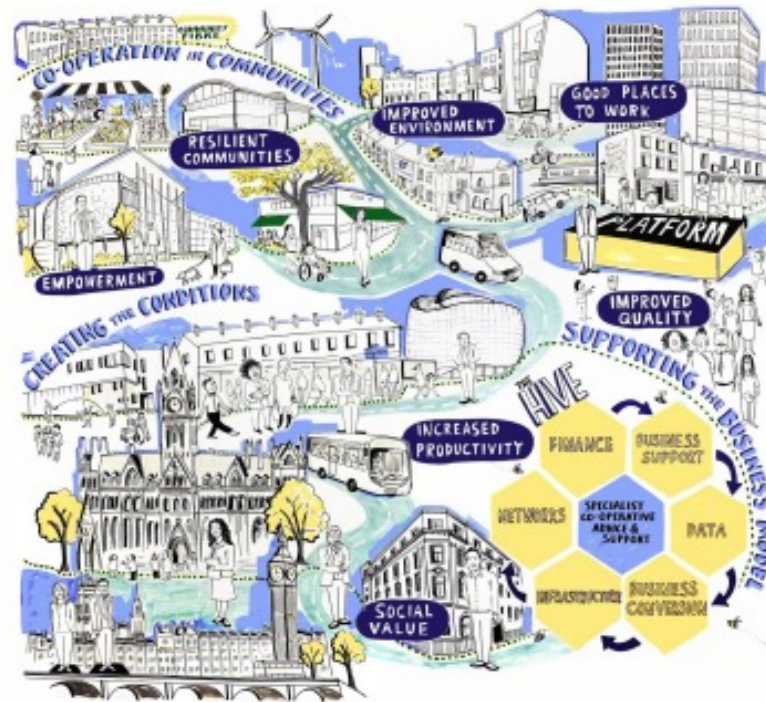 COMMUNITY
FIBRE
CO-OPERATION IN COMMUNITIES
RESILIENT
COMMUNITIES
IMPROVED
ENVIRONMENT
GOOD PLACES
TO WORK
EMPOWERMENT
PLATFORM
IMPROVED
QUALITY
CREATING THE CONDITIONS
SUPPORTING THE BUSINESS MODEL
INCREASED
PRODUCTIVITY
THE
HIVE
FINANCE
BUSINESS
SUPPORT
NETWORKS
SPECIALIST
CO-OPERATIVE
ADVICE &
SUPPORT
DATA
INFRASTRUCTURE
BUSINESS
CONVERSION
SOCIAL
VALUE